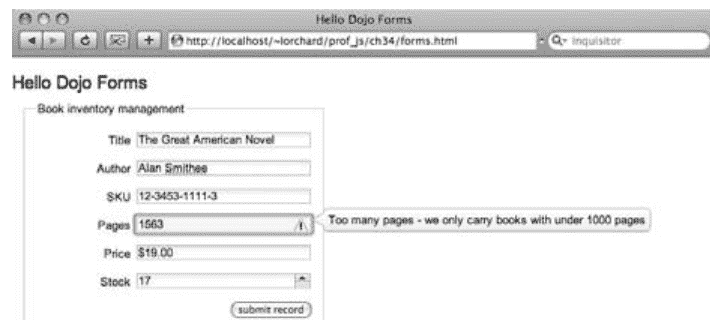 Hello Dojo Forms
http://localhost/~lorchard/prof_js/ch34/forms.html
Inquisitor
Hello Dojo Forms
Book inventory management
Title The Great American Novel
Author Alan Smithee
SKU 12-3453-1111-3
Pages 1563 Too many pages - we only carry books with under 1000 pages
Price $19.00
Stock 17
submit record